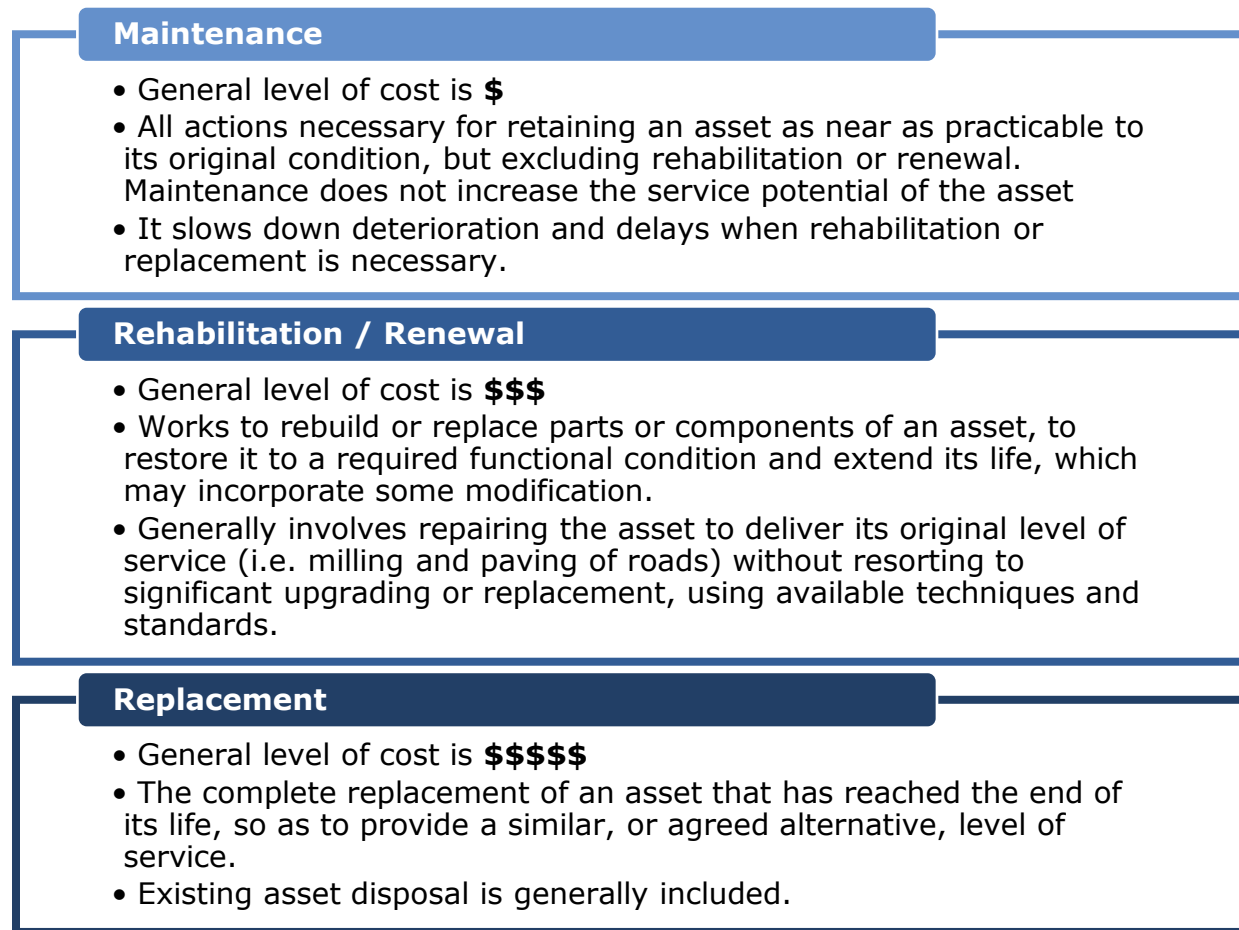 Maintenance
• General level of cost is $
• All actions necessary for retaining an asset as near as practicable to
its original condition, but excluding rehabilitation or renewal.
Maintenance does not increase the service potential of the asset
• It slows down deterioration and delays when rehabilitation or
replacement is necessary.
Rehabilitation / Renewal
• General level of cost is $$$
• Works to rebuild or replace parts or components of an asset, to
restore it to a required functional condition and extend its life, which
may incorporate some modification.
• Generally involves repairing the asset to deliver its original level of
service (i.e. milling and paving of roads) without resorting to
significant upgrading or replacement, using available techniques and
standards.
Replacement
• General level of cost is $$$$$
• The complete replacement of an asset that has reached the end of
its life, so as to provide a similar, or agreed alternative, level of
service.
• Existing asset disposal is generally included.